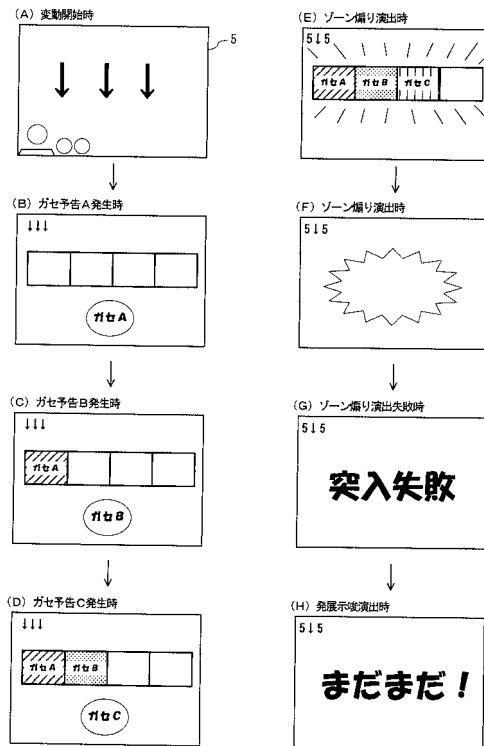 (A) 変動開始時
5
(B) ガセ予告A発生時
↓↓↓
ガセA
(C) ガセ予告B発生時
↓↓↓
ガセA
ガセB
(D) ガセ予告C発生時
↓↓↓
ガセA ガセB
ガセC
(E) ゾーン煽り演出時
5↓5
ガセA ガセB ガセC
(F) ゾーン煽り演出時
5↓5
(G) ゾーン煽り演出失敗時
5↓5
突入失敗
(H) 発展示唆演出時
5↓5
まだまだ！